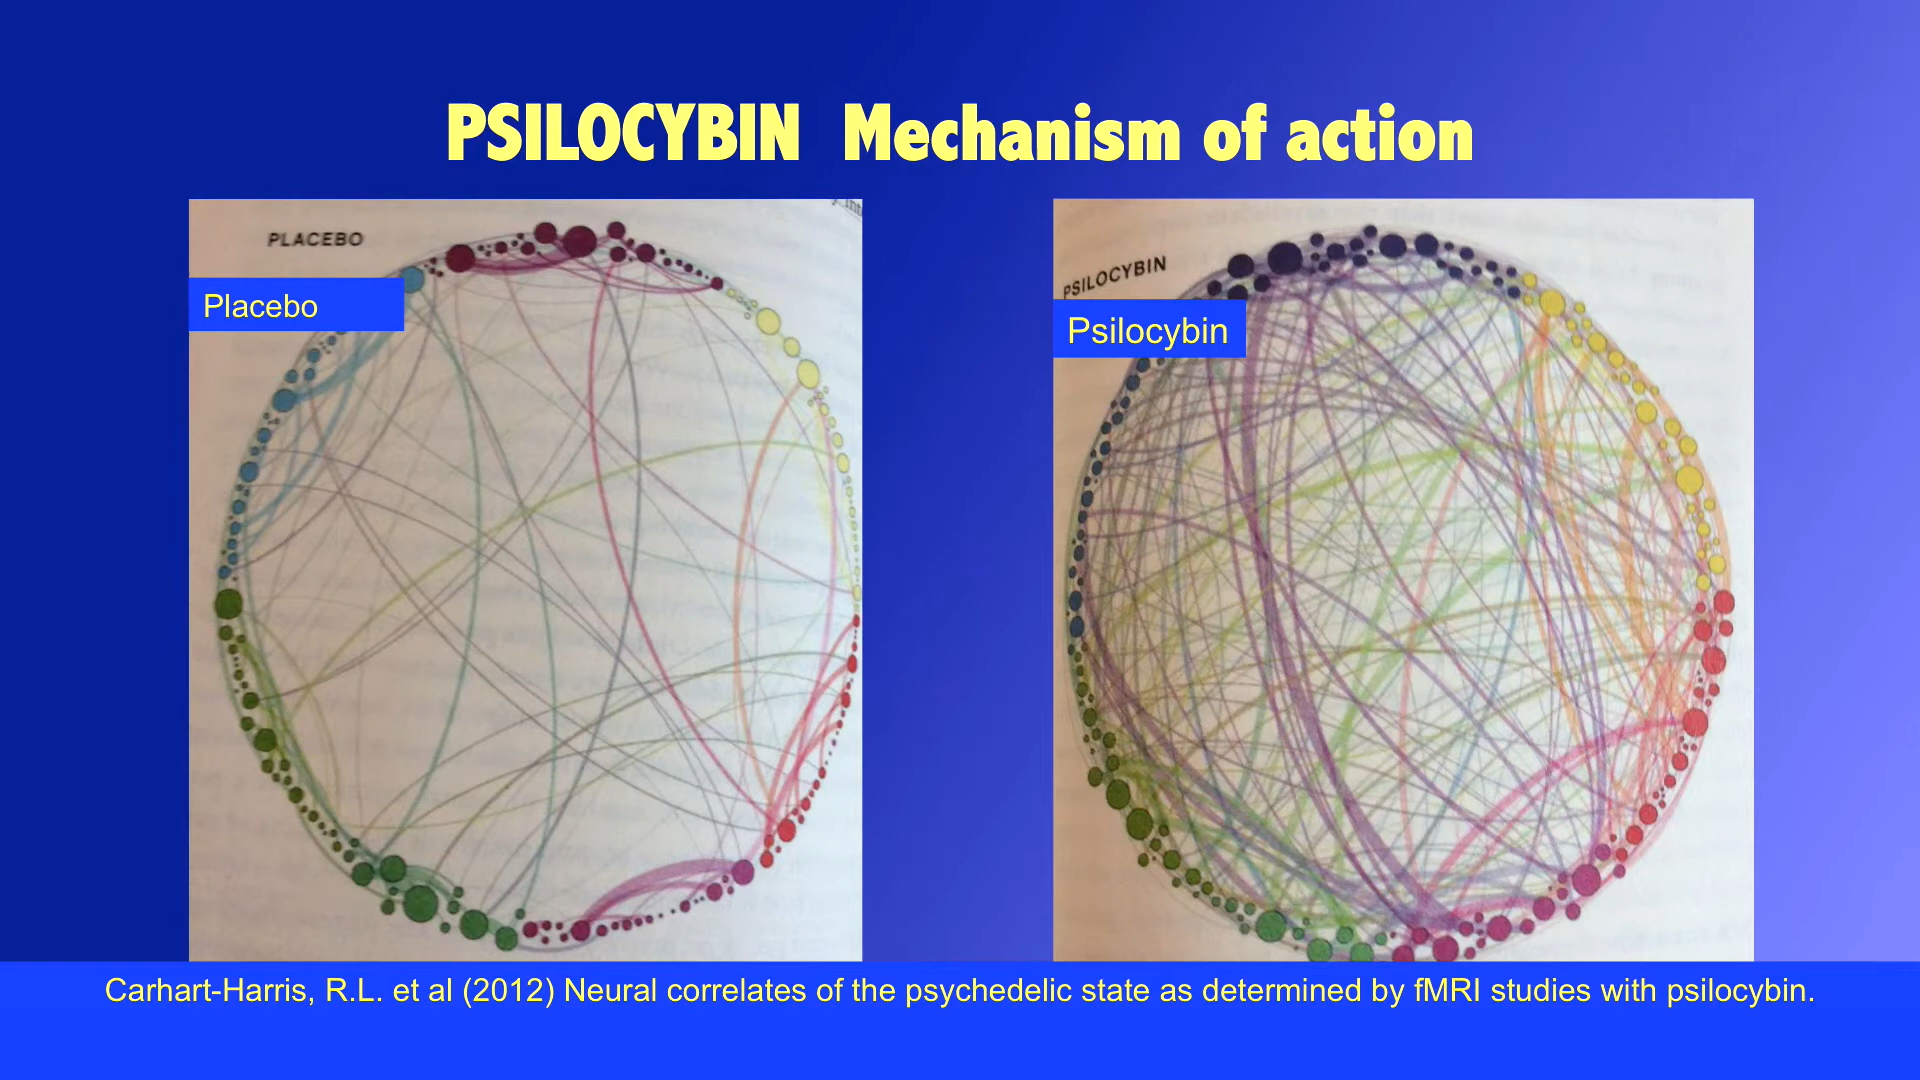 PSILOCYBIN Mechanism of action
PLACEBO
Placebo
PSILOCYBIN
Psilocybin
Carhart-Harris, R.L. et al (2012) Neural correlates of the psychedelic state as determined by fMRI studies with psilocybin.